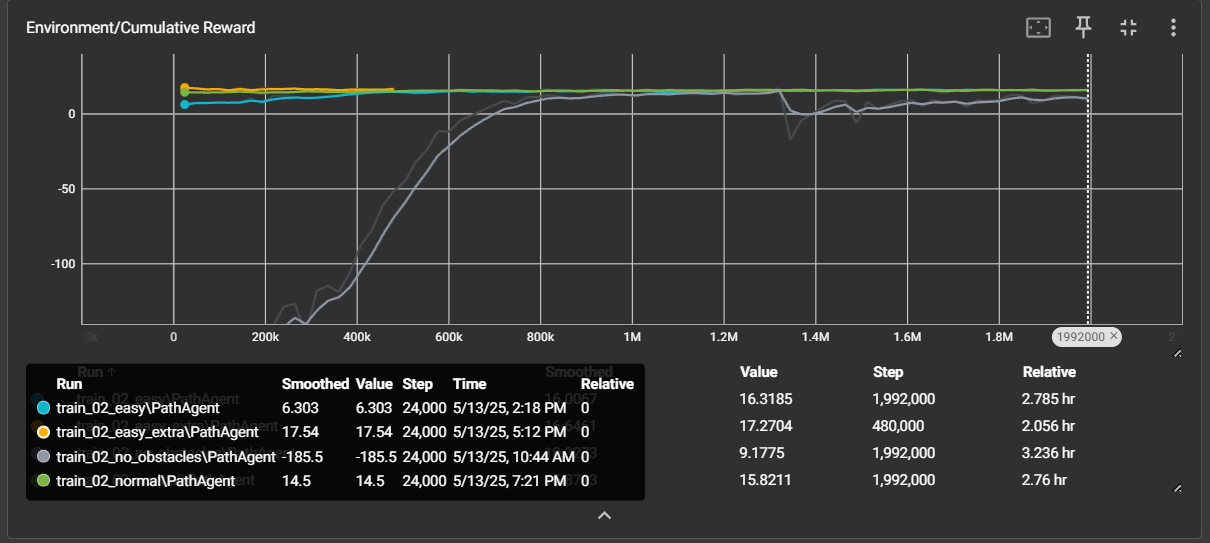 Environment/Cumulative Reward
0
-50
-100
0k 0 200k 400k 600k 800k 1M 1.2M 1.4M 1.6M 1.8M 1992000 × 2...
Run ↑ Smoothed Value Step Relative
Run Smoothed Value Step Time Relative
train_02_easy\PathAgent 6.303 6.303 24,000 5/13/25, 2:18 PM 0
16.0067 16.3185 1,992,000 2.785 hr
train_02_easy_extra\PathAgent 17.54 17.54 24,000 5/13/25, 5:12 PM 0
17.2704 480,000 2.056 hr
train_02_no_obstacles\PathAgent -185.5 -185.5 24,000 5/13/25, 10:44 AM 0
9.1775 1,992,000 3.236 hr
train_02_normal\PathAgent 14.5 14.5 24,000 5/13/25, 7:21 PM 0
15.8211 1,992,000 2.76 hr